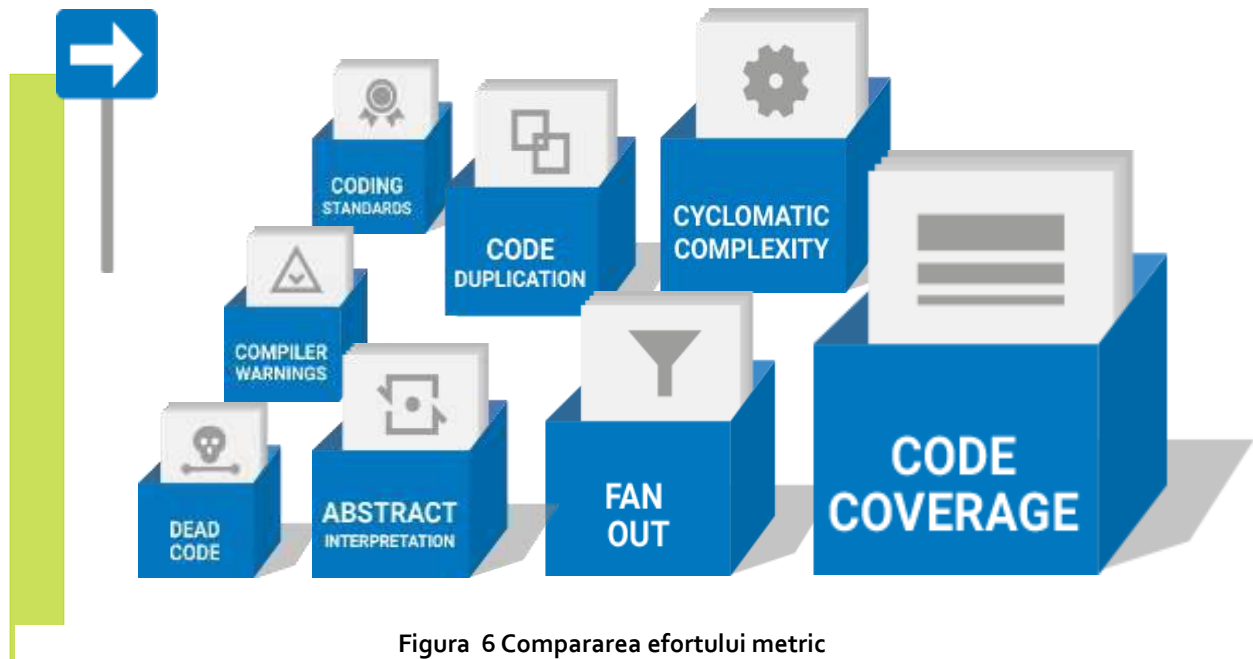 CODING
STANDARDS
CODE
DUPLICATION
CYCLOMATIC
COMPLEXITY
COMPILER
WARNINGS
DEAD
CODE
ABSTRACT
INTERPRETATION
FAN
OUT
CODE
COVERAGE
Figura 6 Compararea efortului metric